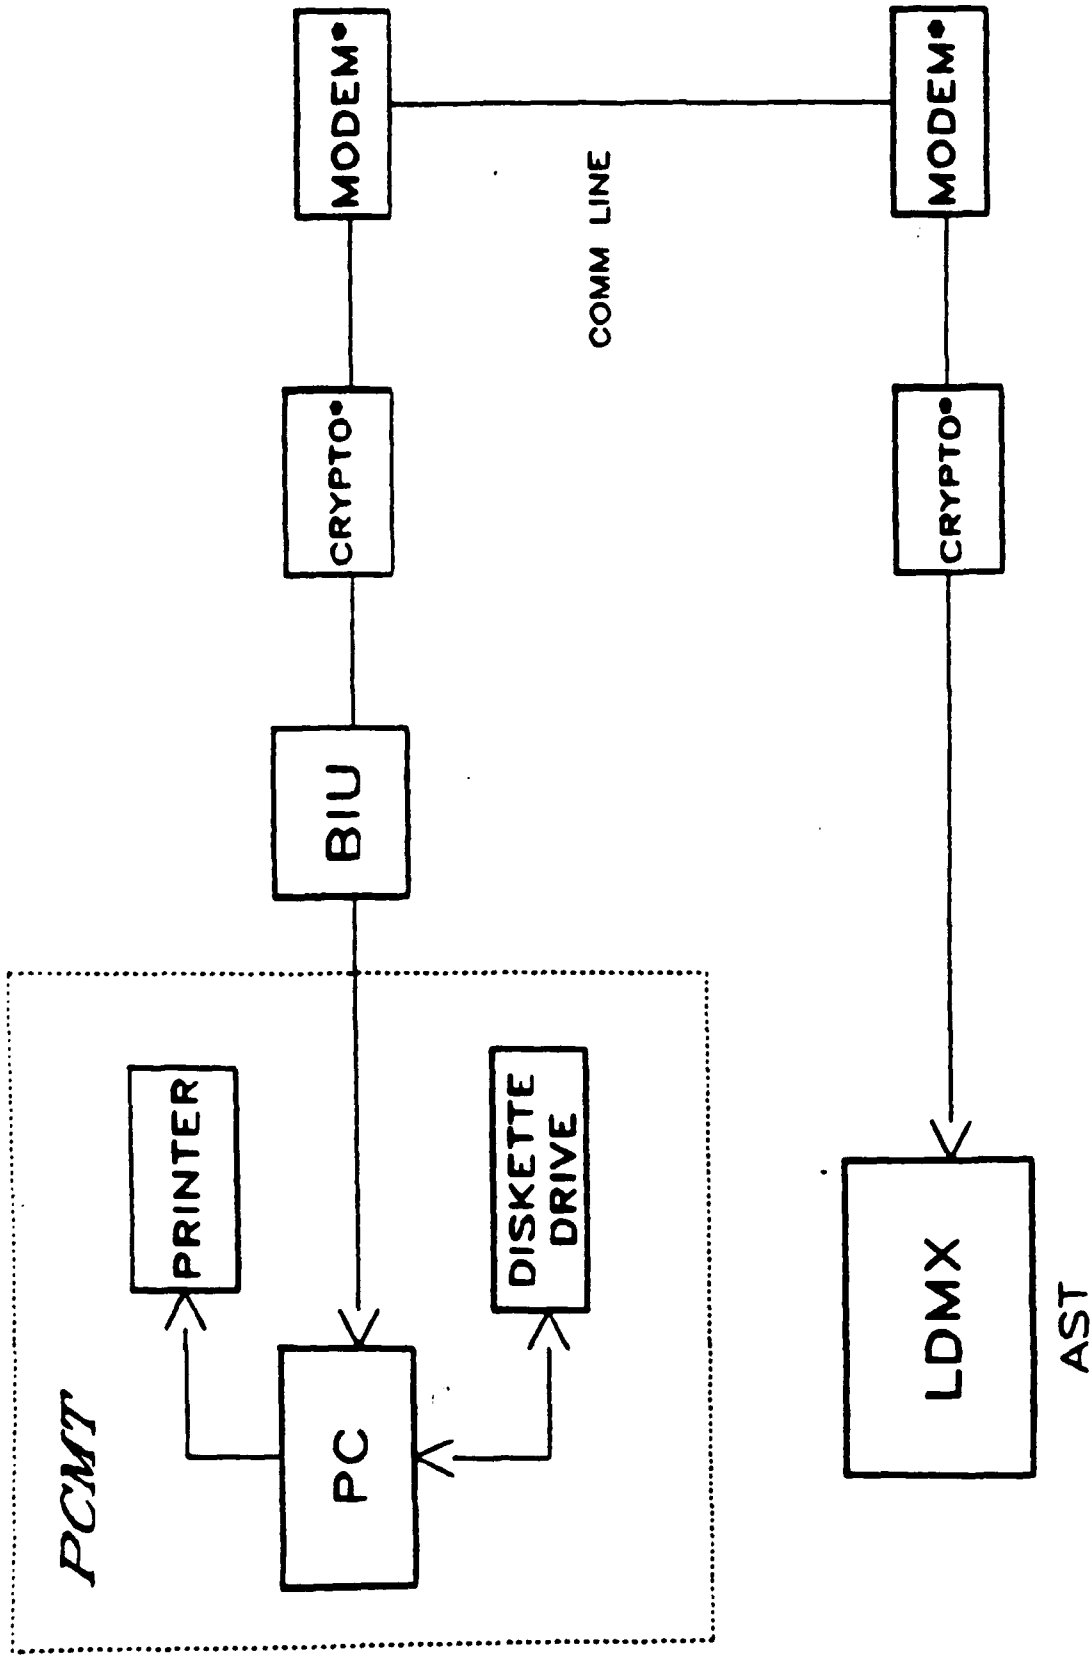 PCMT
PRINTER
PC
DISKETTE
DRIVE
BIU
CRYPTO•
MODEM•
COMM LINE
LDMX
AST
CRYPTO•
MODEM•